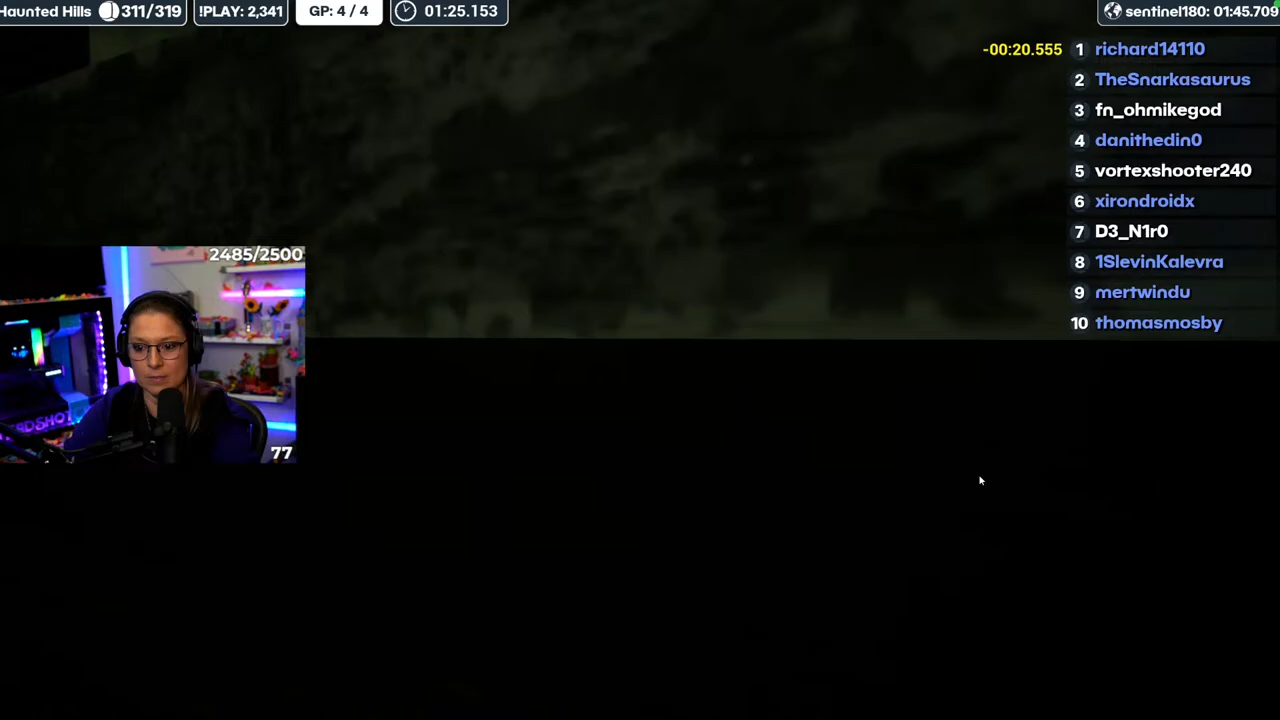 Haunted Hills 311/319 !PLAY: 2,341 GP: 4 / 4 01:25.153 sentinel180: 01:45.709
-00:20.555 1 richard14110
2 TheSnarkasaurus
3 fn_ohmikegod
4 danithedin0
5 vortexshooter240
6 xirondroidx
7 D3_N1r0
8 1SlevinKalevra
9 mertwindu
10 thomasmosby
2485/2500
77